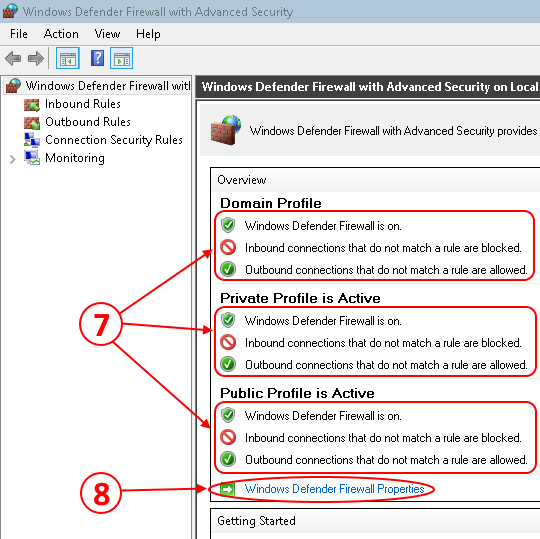 Windows Defender Firewall with Advanced Security
File Action View Help
Windows Defender Firewall wit
Inbound Rules
Outbound Rules
Connection Security Rules
Monitoring
Windows Defender Firewall with Advanced Security on Local
Windows Defender Firewall with Advanced Security provides
Overview
Domain Profile
Windows Defender Firewall is on.
Inbound connections that do not match a rule are blocked.
Outbound connections that do not match a rule are allowed.
Private Profile is Active
Windows Defender Firewall is on.
Inbound connections that do not match a rule are blocked.
Outbound connections that do not match a rule are allowed.
7
Public Profile is Active
Windows Defender Firewall is on.
Inbound connections that do not match a rule are blocked.
Outbound connections that do not match a rule are allowed.
8
Windows Defender Firewall Properties
Getting Started